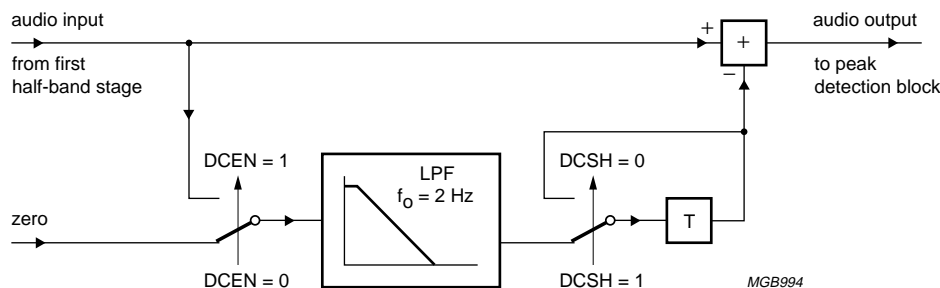 audio input
audio output
from first
half-band stage
+
+
−
to peak
detection block
DCEN = 1
LPF
fo = 2 Hz
DCSH = 0
zero
T
DCEN = 0
DCSH = 1
MGB994